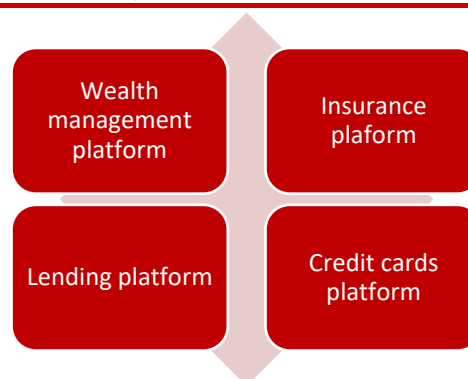 Wealth
management
platform
Insurance
plaform
Lending platform
Credit cards
platform